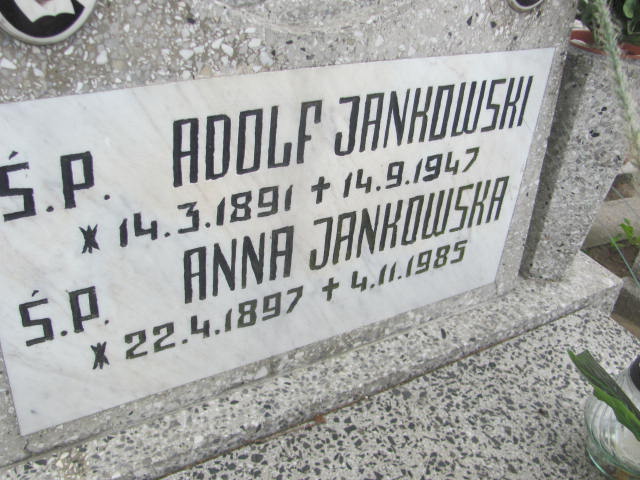 Ś.P. ADOLF JANKOWSKI
* 14.3.1891 + 14.9.1947
Ś.P. ANNA JANKOWSKA
* 22.4.1897 + 4.11.1985